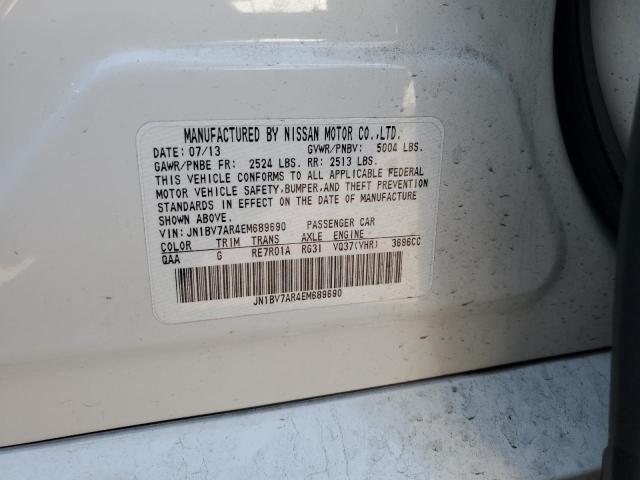 MANUFACTURED BY NISSAN MOTOR CO.,LTD.
DATE: 07/13 GVWR/PNBV: 5004 LBS.
GAWR/PNBE FR: 2524 LBS. RR: 2513 LBS.
THIS VEHICLE CONFORMS TO ALL APPLICABLE FEDERAL
MOTOR VEHICLE SAFETY,BUMPER,AND THEFT PREVENTION
STANDARDS IN EFFECT ON THE DATE OF MANUFACTURE
SHOWN ABOVE.
VIN: JN1BV7AR4EM689690 PASSENGER CAR
COLOR TRIM TRANS AXLE ENGINE
QAA G RE7R01A RG31 VQ37(VHR) 3696CC
JN1BV7AR4EM689690